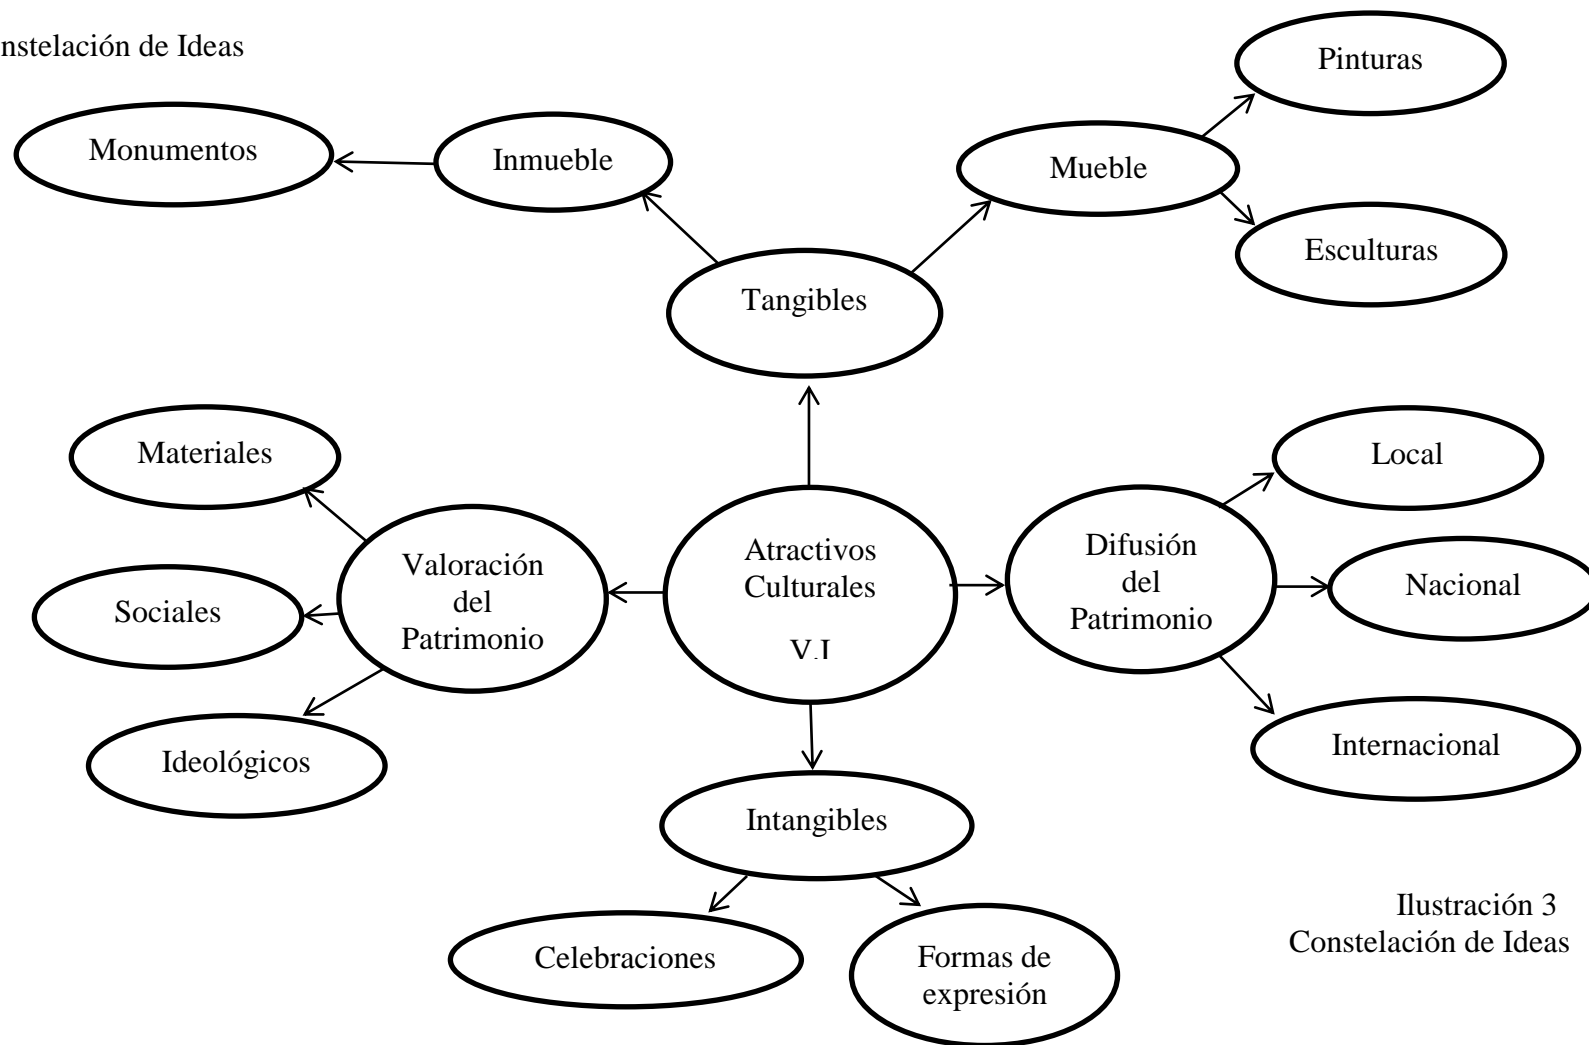 nstelación de Ideas
Pinturas
Monumentos
Inmueble
Mueble
Esculturas
Tangibles
Materiales
Local
Valoración
del
Patrimonio
Atractivos
Culturales
V.I
Difusión
del
Patrimonio
Sociales
Nacional
Ideológicos
Internacional
Intangibles
Celebraciones
Formas de
expresión
Ilustración 3
Constelación de Ideas